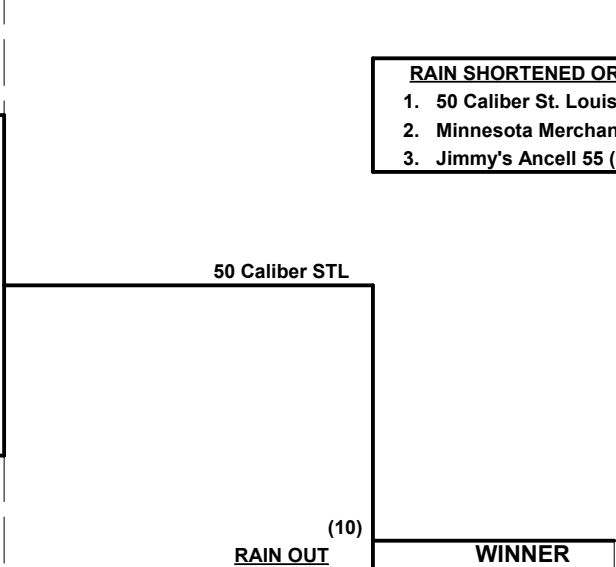 RAIN SHORTENED OR
1. 50 Caliber St. Louis
2. Minnesota Merchan
3. Jimmy's Ancell 55 (
50 Caliber STL
(10)
RAIN OUT
WINNER